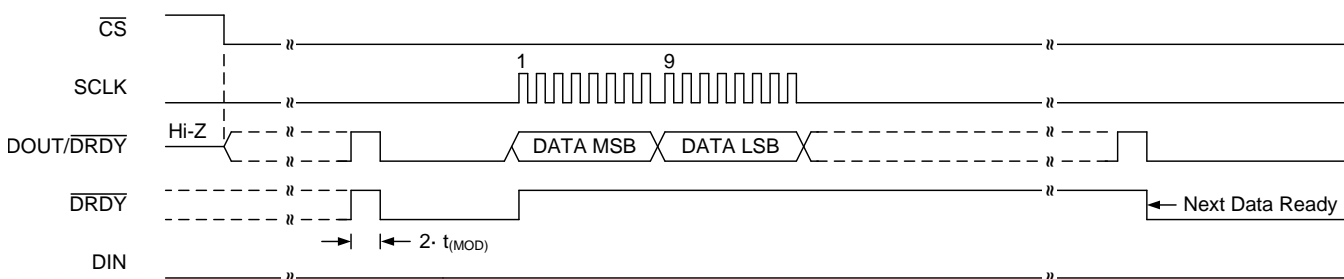 CS
SCLK
1
9
Hi-Z
DOUT/DRDY
DATA MSB
DATA LSB
DRDY
Next Data Ready
2· t(MOD)
DIN